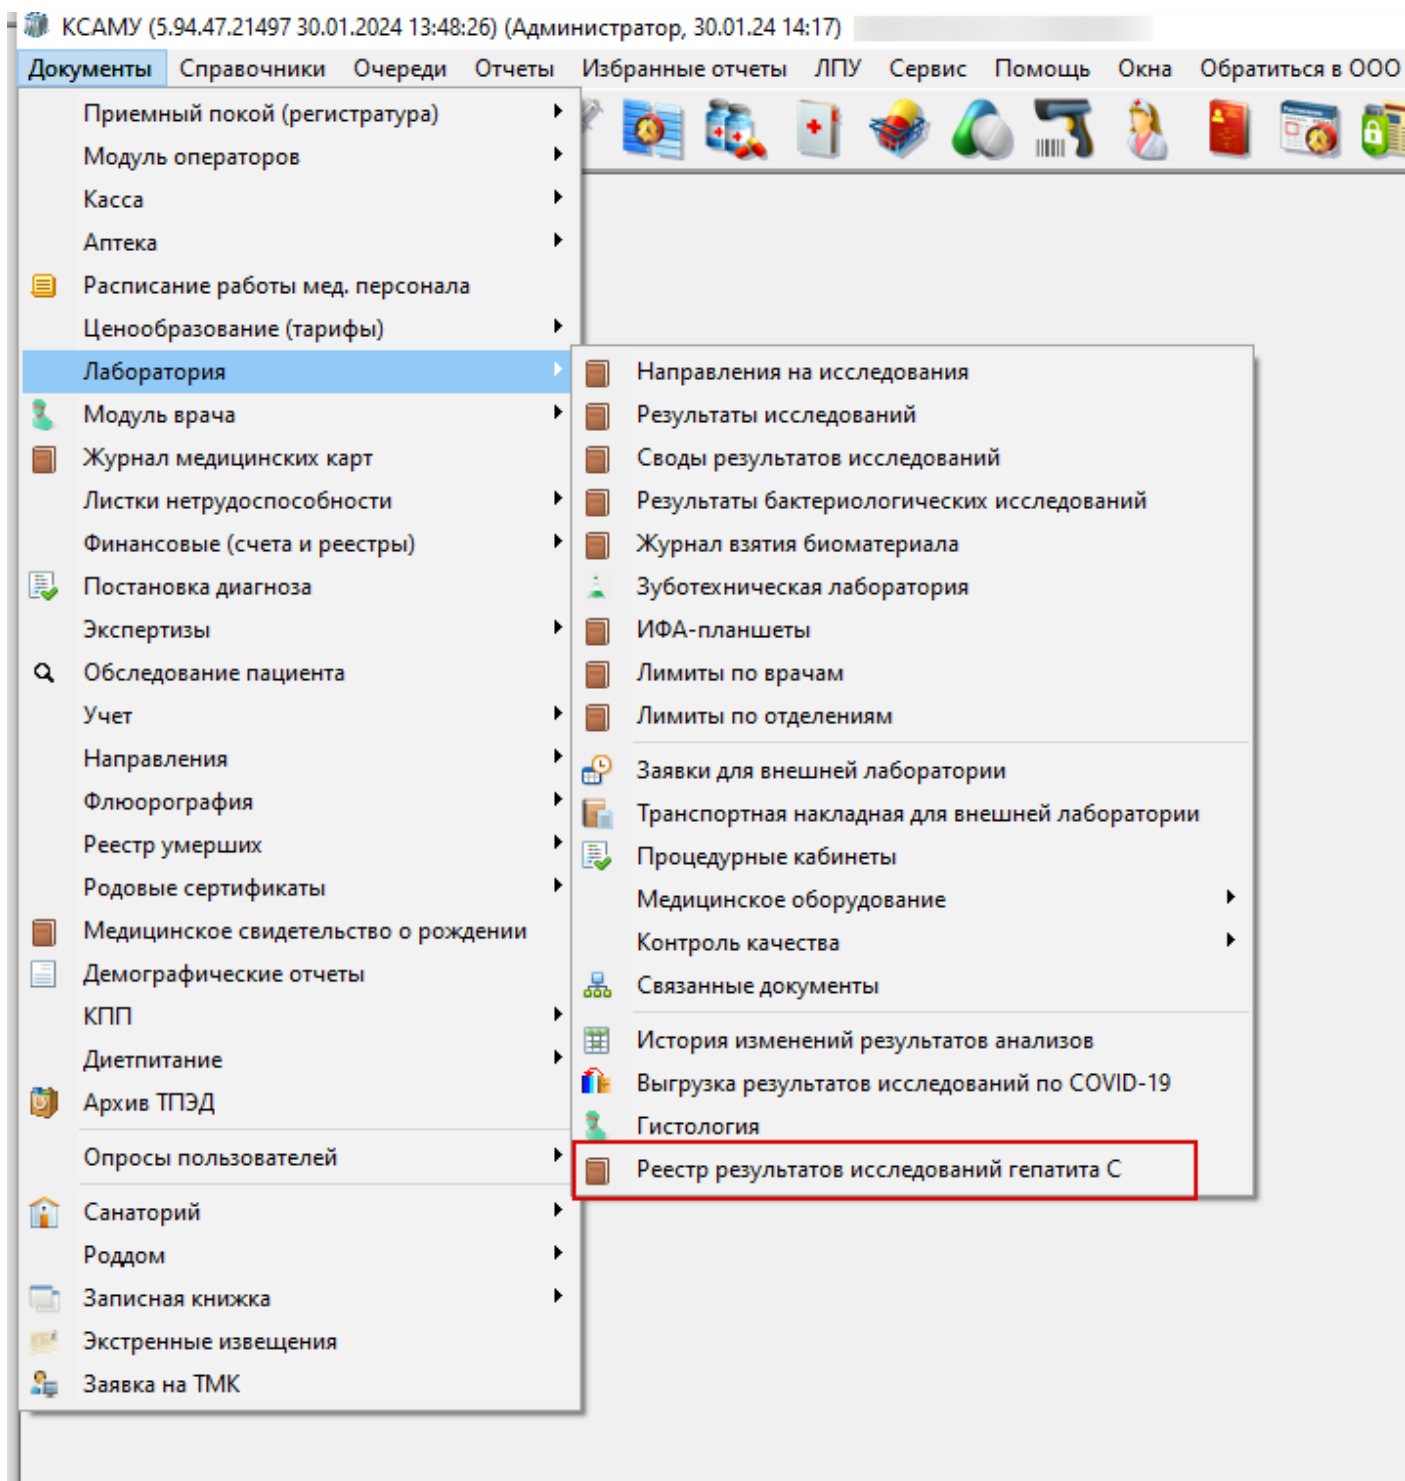 КСАМУ (5.94.47.21497 30.01.2024 13:48:26) (Администратор, 30.01.24 14:17)
Документы Справочники Очереди Отчеты Избранные отчеты ЛПУ Сервис Помощь Окна Обратиться в ООО
Приемный покой (регистратура)
Модуль операторов
Касса
Аптека
Расписание работы мед. персонала
Ценообразование (тарифы)
Лаборатория
Модуль врача
Журнал медицинских карт
Листки нетрудоспособности
Финансовые (счета и реестры)
Постановка диагноза
Экспертизы
Обследование пациента
Учет
Направления
Флюорография
Реестр умерших
Родовые сертификаты
Медицинское свидетельство о рождении
Демографические отчеты
КПП
Диетпитание
Архив ТПЭД
Опросы пользователей
Санаторий
Роддом
Записная книжка
Экстренные извещения
Заявка на ТМК
Направления на исследования
Результаты исследований
Своды результатов исследований
Результаты бактериологических исследований
Журнал взятия биоматериала
Зуботехническая лаборатория
ИФА-планшеты
Лимиты по врачам
Лимиты по отделениям
Заявки для внешней лаборатории
Транспортная накладная для внешней лаборатории
Процедурные кабинеты
Медицинское оборудование
Контроль качества
Связанные документы
История изменений результатов анализов
Выгрузка результатов исследований по COVID-19
Гистология
Реестр результатов исследований гепатита С